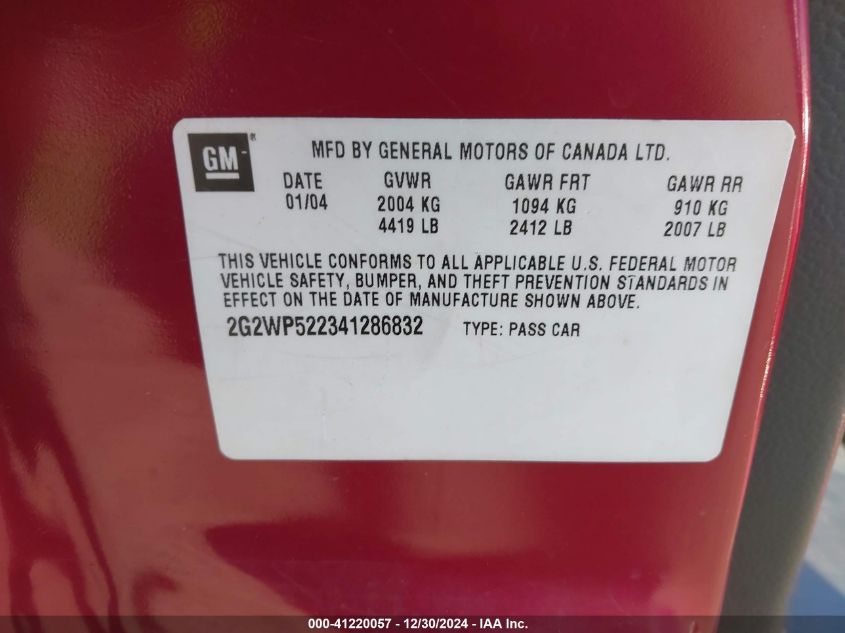 GM ® MFD BY GENERAL MOTORS OF CANADA LTD.
DATE GVWR GAWR FRT GAWR RR
01/04 2004 KG 1094 KG 910 KG
4419 LB 2412 LB 2007 LB
THIS VEHICLE CONFORMS TO ALL APPLICABLE U.S. FEDERAL MOTOR
VEHICLE SAFETY, BUMPER, AND THEFT PREVENTION STANDARDS IN
EFFECT ON THE DATE OF MANUFACTURE SHOWN ABOVE.
2G2WP522341286832 TYPE: PASS CAR
000-41220057 - 12/30/2024 - IAA Inc.